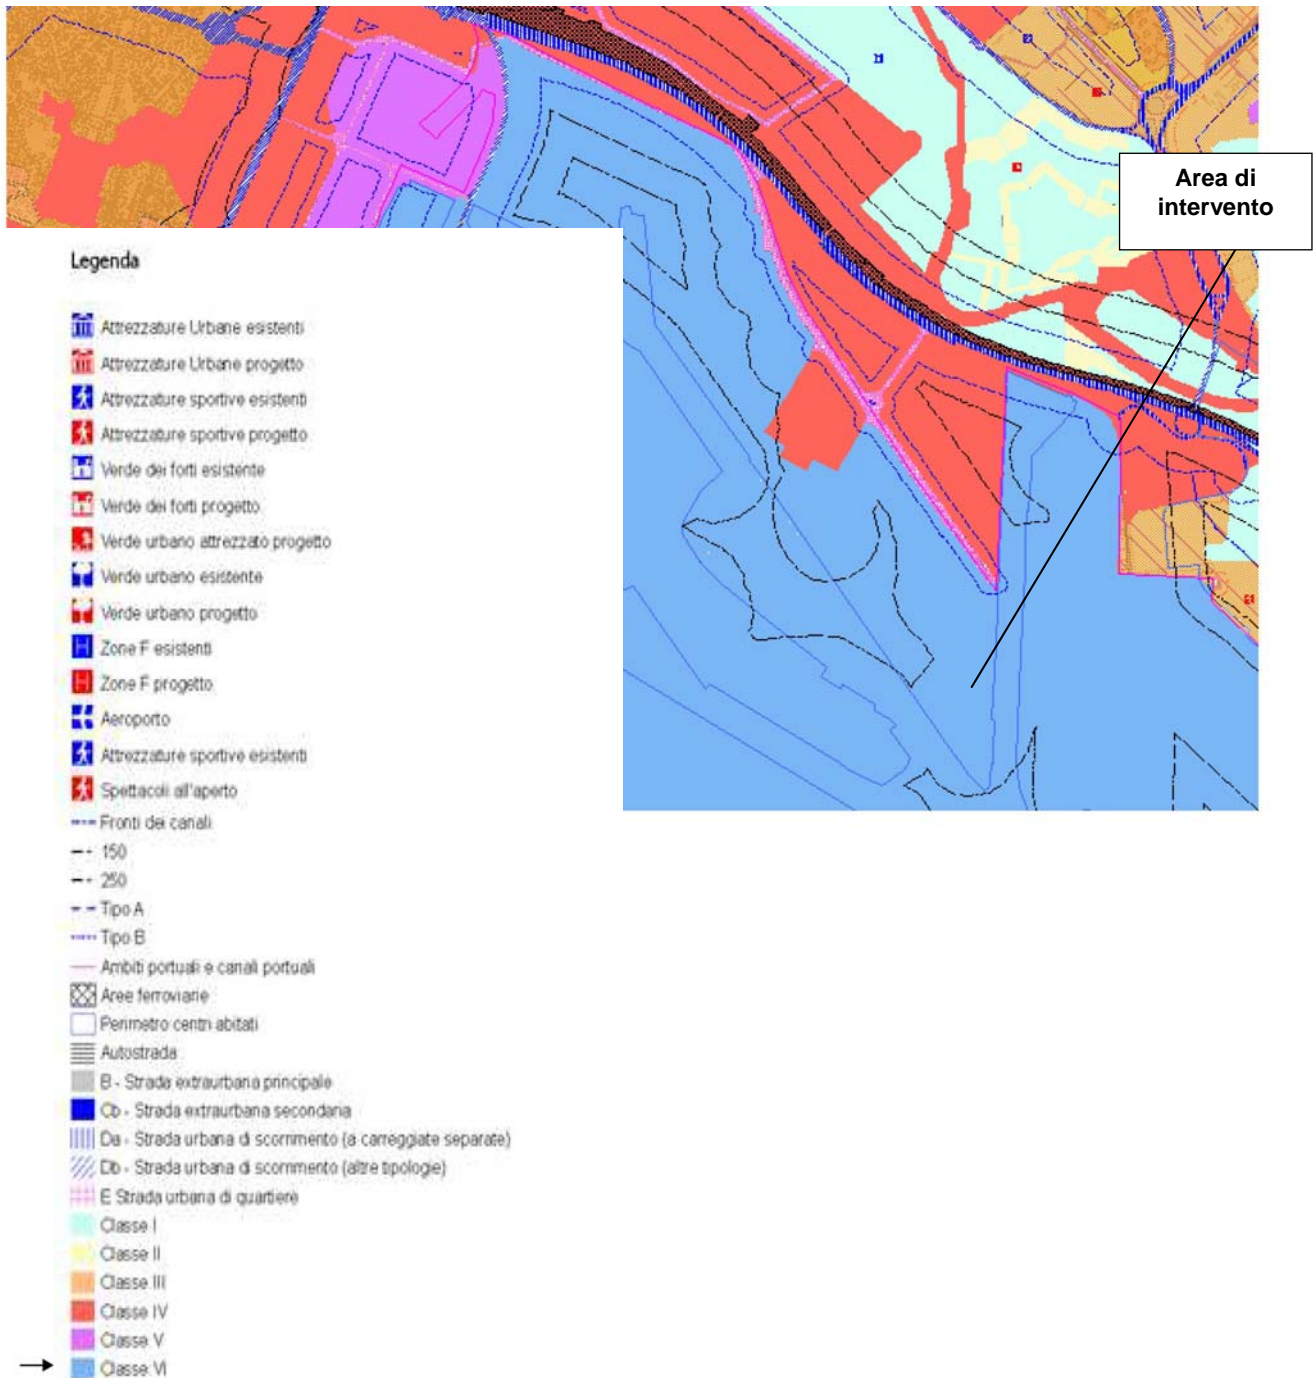 Area di
intervento
Legenda
Attrezzature Urbane esistenti
Attrezzature Urbane progetto
Attrezzature sportive esistenti
Attrezzature sportive progetto
Verde dei forti esistente
Verde dei forti progetto
Verde urbano attrezzato progetto
Verde urbano esistente
Verde urbano progetto
Zone F esistenti
Zone F progetto
Aeroporto
Attrezzature sportive esistenti
Spettacoli all'aperto
Fronti dei canali
150
250
Tipo A
Tipo B
Ambiti portuali e canali portuali
Aree ferroviarie
Perimetro centri abitati
Autostrada
B - Strada extraurbana principale
Cb - Strada extraurbana secondaria
Da - Strada urbana di scorrimento (a carreggiate separate)
Db - Strada urbana di scorrimento (altre tipologie)
E Strada urbana di quartiere
Classe I
Classe II
Classe III
Classe IV
Classe V
Classe VI